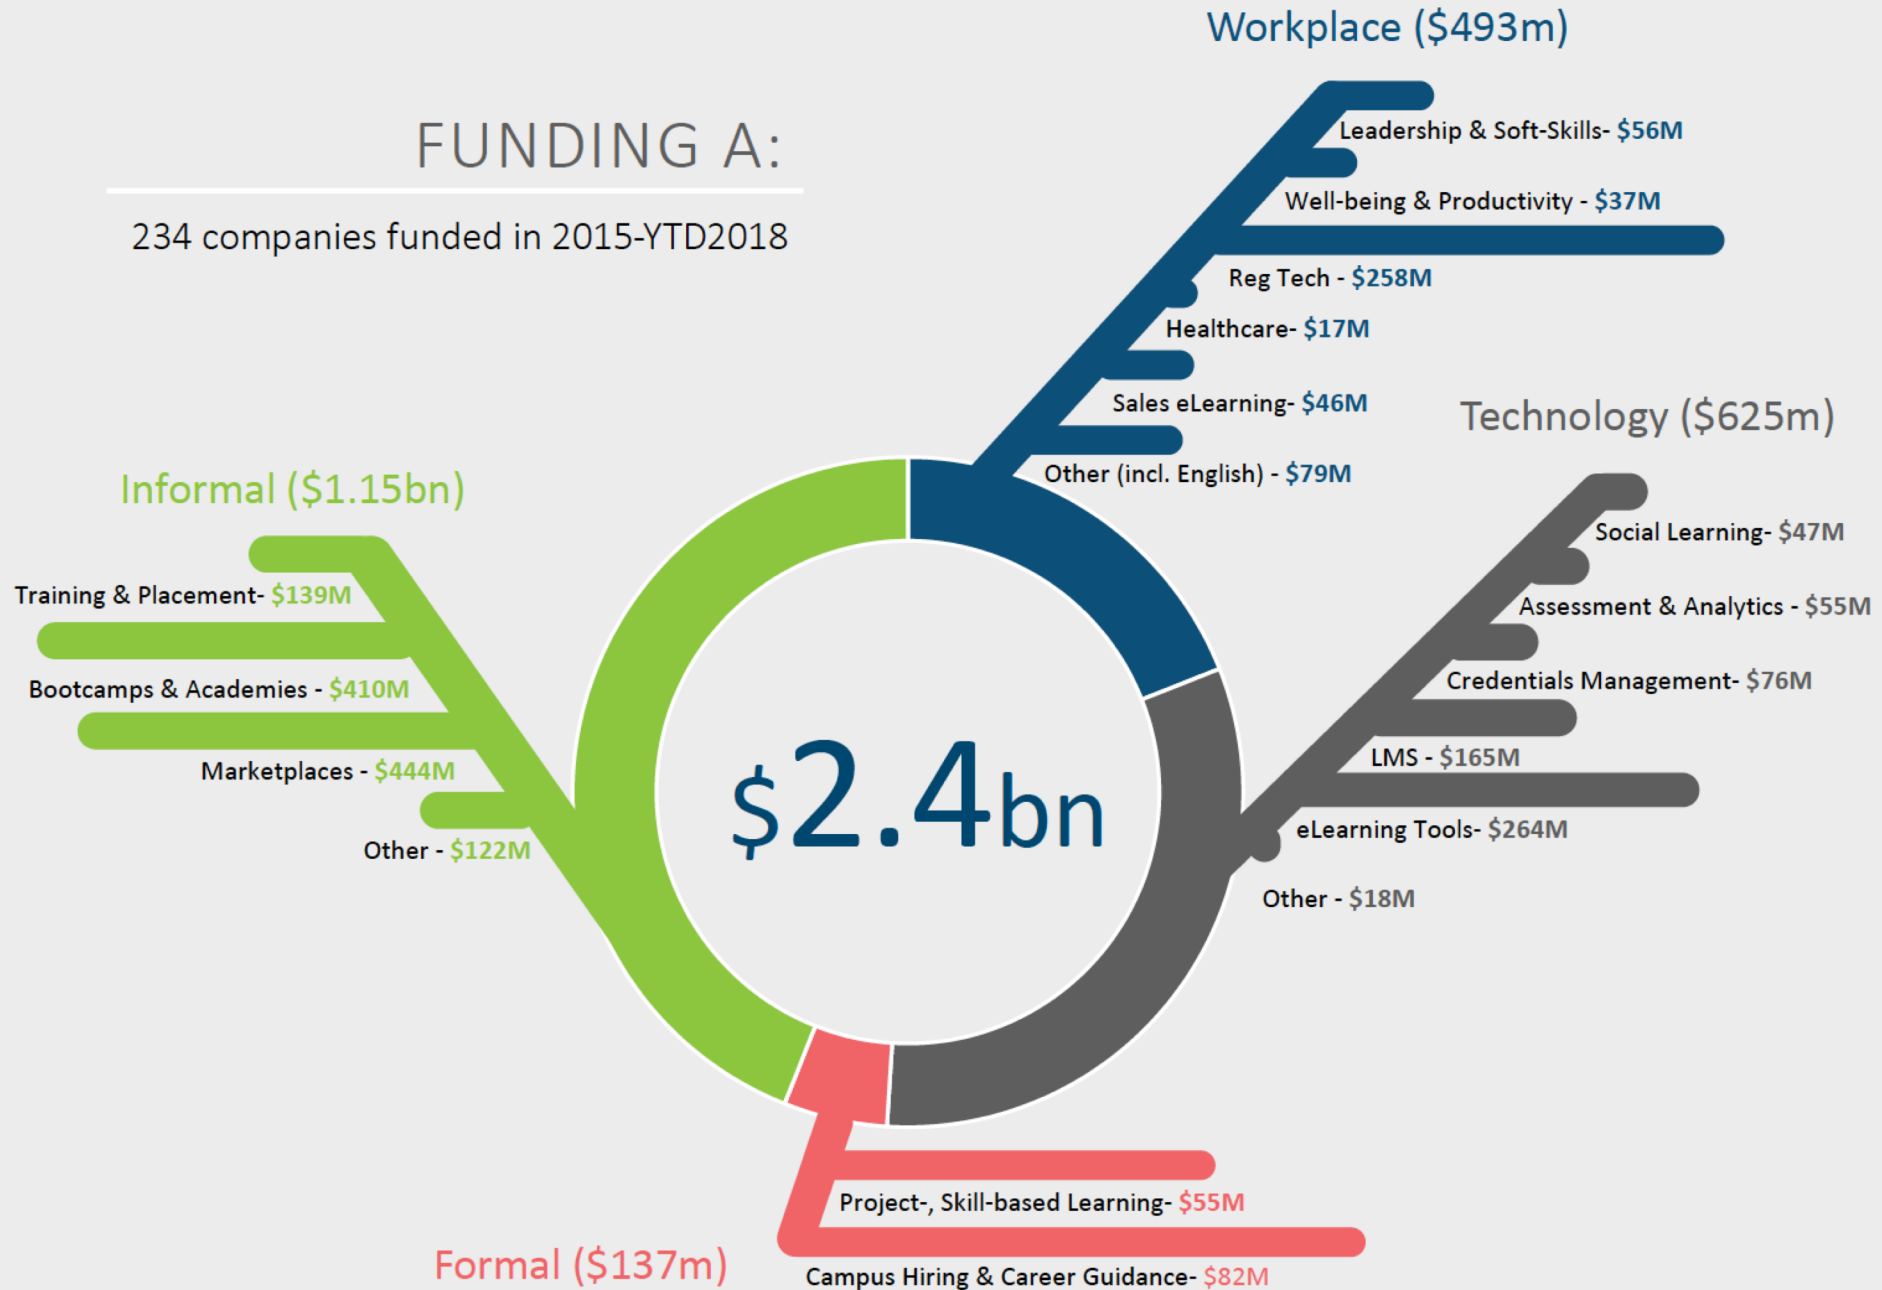 FUNDING A:
234 companies funded in 2015-YTD2018
Workplace ($493m)
Leadership & Soft-Skills- $56M
Well-being & Productivity - $37M
Reg Tech - $258M
Healthcare- $17M
Sales eLearning- $46M
Other (incl. English) - $79M
Technology ($625m)
Social Learning- $47M
Assessment & Analytics - $55M
Credentials Management- $76M
LMS - $165M
eLearning Tools- $264M
Other - $18M
Informal ($1.15bn)
Training & Placement- $139M
Bootcamps & Academies - $410M
Marketplaces - $444M
Other - $122M
$2.4bn
Project-, Skill-based Learning- $55M
Formal ($137m)
Campus Hiring & Career Guidance- $82M